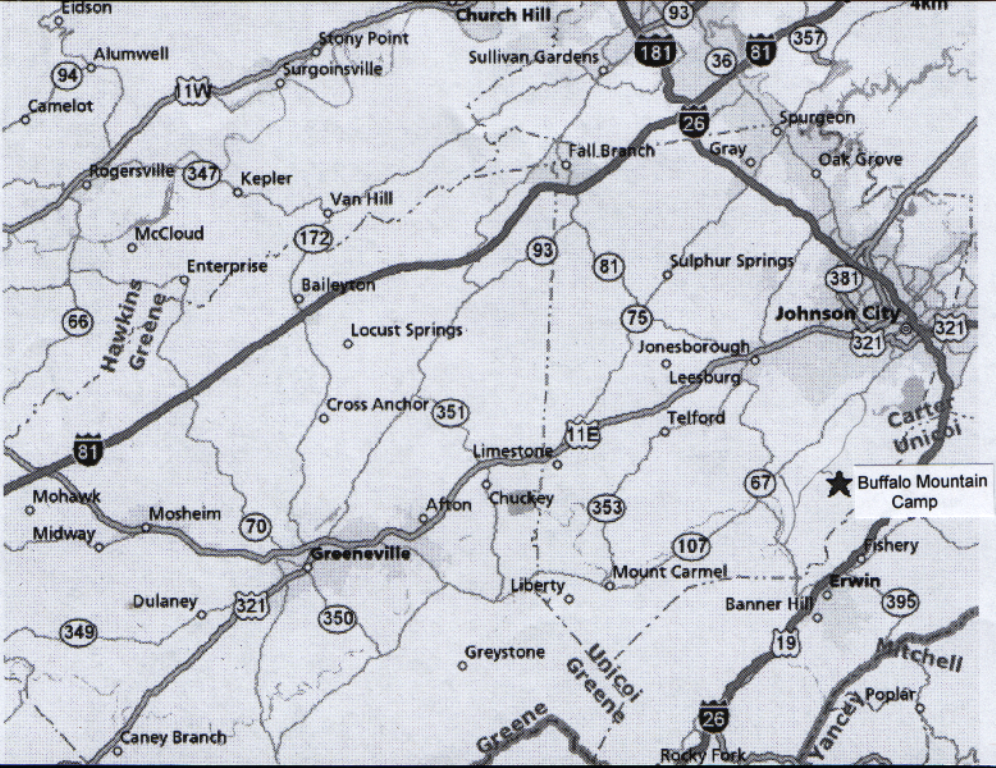 Eidson
Church Hill
93
4km
Alumwell
Stony Point
Sullivan Gardens
181
36
81
357
94
Surgoinsville
11W
Camelot
26
Spurgeon
Rogersville
347
Kepler
Fall Branch
Gray
Oak Grove
Van Hill
McCloud
172
93
81
Sulphur Springs
Enterprise
Baileyton
381
Hawkins
Greene
66
Locust Springs
75
Johnson City
321
321
Jonesborough
Leesburg
Cross Anchor
351
Telford
Carter
Unicoi
11E
81
Limestone
Mohawk
Chuckey
67
Buffalo Mountain
Camp
Mosheim
70
Afton
353
Midway
Greeneville
107
Fishery
Liberty
Mount Carmel
Erwin
Dulaney
321
350
Banner Hill
395
349
19
Greystone
Unicoi
Greene
Mitchell
Poplar
Yancey
26
Greene
Caney Branch
Rocky Fork